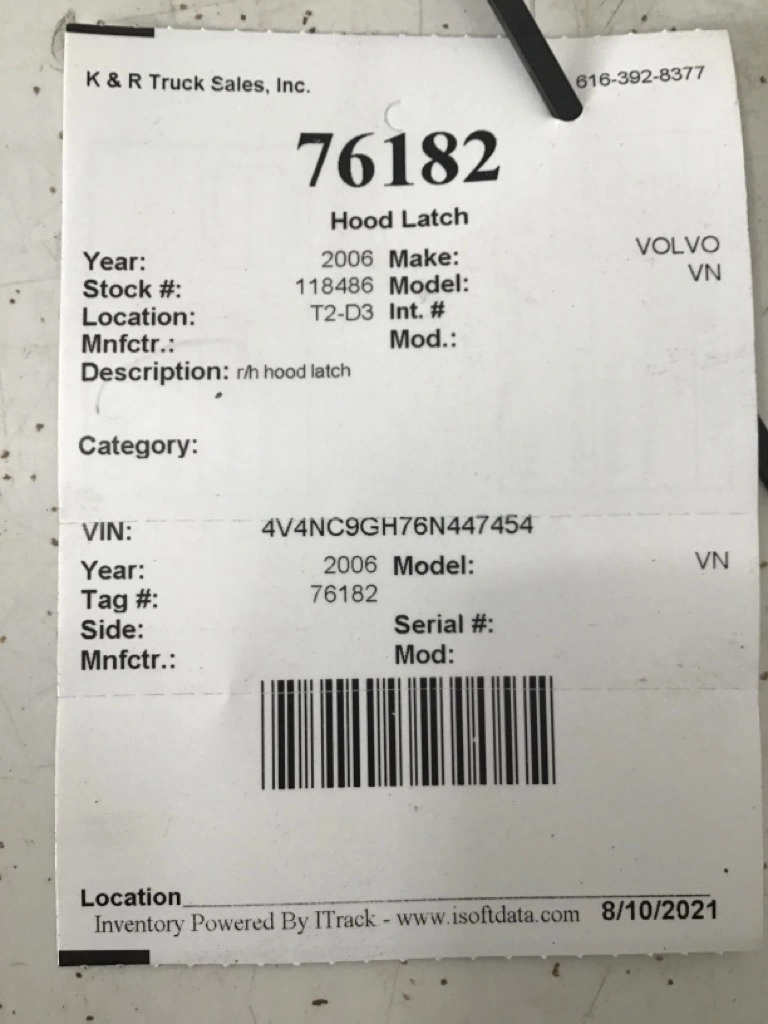 K & R Truck Sales, Inc. 616-392-8377
76182
Hood Latch
Year: 2006 Make: VOLVO
Stock #: 118486 Model: VN
Location: T2-D3 Int. #
Mnfctr.: Mod.:
Description: r/h hood latch
Category:
VIN: 4V4NC9GH76N447454
Year: 2006 Model: VN
Tag #: 76182
Side: Serial #:
Mnfctr.: Mod:
Location
Inventory Powered By ITrack - www.isoftdata.com 8/10/2021